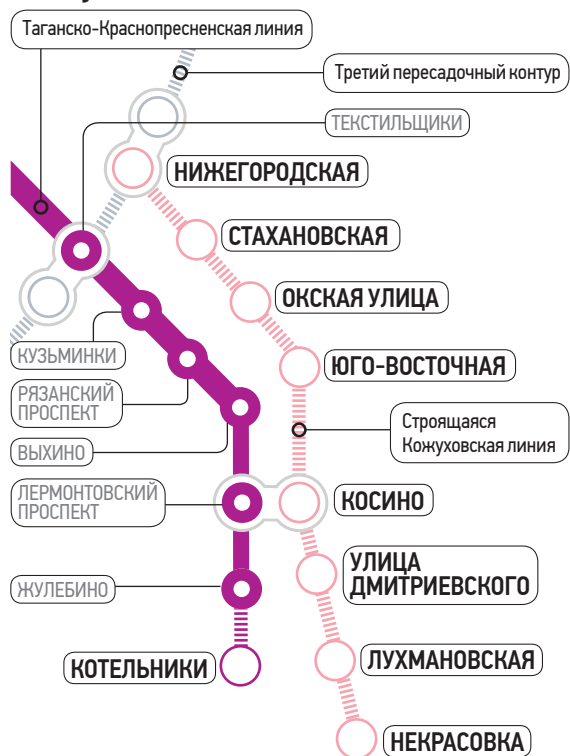 Таганско-Краснопресненская линия
Третий пересадочный контур
ТЕКСТИЛЬЩИКИ
НИЖЕГОРОДСКАЯ
СТАХАНОВСКАЯ
ОКСКАЯ УЛИЦА
КУЗЬМИНКИ
ЮГО-ВОСТОЧНАЯ
РЯЗАНСКИЙ
ПРОСПЕКТ
Строящаяся
Кожуховская линия
ВЫХИНО
ЛЕРМОНТОВСКИЙ
ПРОСПЕКТ
КОСИНО
УЛИЦА
ДМИТРИЕВСКОГО
ЖУЛЕБИНО
КОТЕЛЬНИКИ
ЛУХМАНОВСКАЯ
НЕКРАСОВКА